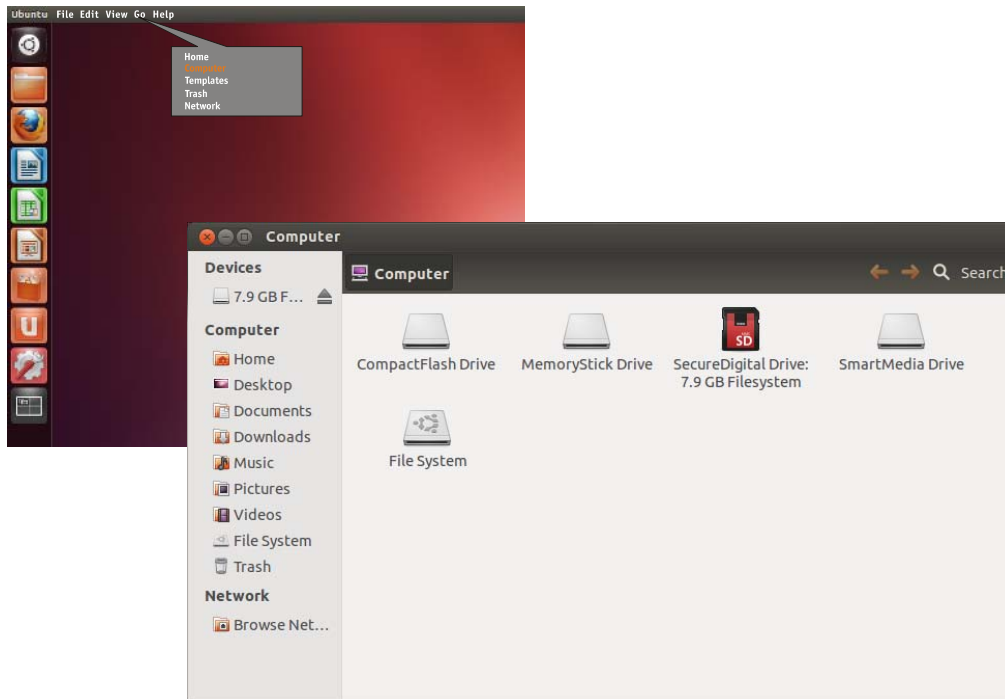 Ubuntu File Edit View Go Help
Home
Computer
Templates
Trash
Network
Computer
Devices
7.9 GB F...
Computer
Home
Desktop
Documents
Downloads
Music
Pictures
Videos
File System
Trash
Network
Browse Net...
Computer
Search
CompactFlash Drive
MemoryStick Drive
SD
SecureDigital Drive:
7.9 GB Filesystem
SmartMedia Drive
File System